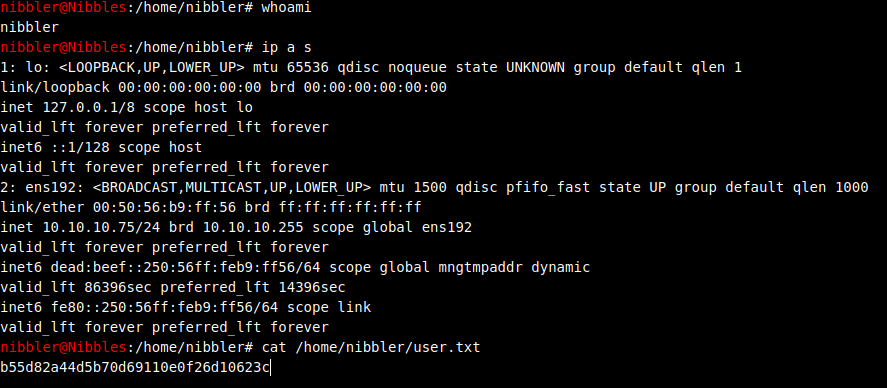 nibbler@Nibbles:/home/nibbler# whoami
nibbler
nibbler@Nibbles:/home/nibbler# ip a s
1: lo: <LOOPBACK,UP,LOWER_UP> mtu 65536 qdisc noqueue state UNKNOWN group default qlen 1
link/loopback 00:00:00:00:00:00 brd 00:00:00:00:00:00
inet 127.0.0.1/8 scope host lo
valid_lft forever preferred_lft forever
inet6 ::1/128 scope host
valid_lft forever preferred_lft forever
2: ens192: <BROADCAST,MULTICAST,UP,LOWER_UP> mtu 1500 qdisc pfifo_fast state UP group default qlen 1000
link/ether 00:50:56:b9:ff:56 brd ff:ff:ff:ff:ff:ff
inet 10.10.10.75/24 brd 10.10.10.255 scope global ens192
valid_lft forever preferred_lft forever
inet6 dead:beef::250:56ff:feb9:ff56/64 scope global mngtmpaddr dynamic
valid_lft 86396sec preferred_lft 14396sec
inet6 fe80::250:56ff:feb9:ff56/64 scope link
valid_lft forever preferred_lft forever
nibbler@Nibbles:/home/nibbler# cat /home/nibbler/user.txt
b55d82a44d5b70d69110e0f26d10623c